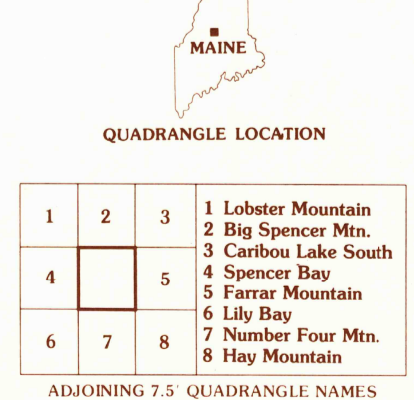 MAINE
QUADRANGLE LOCATION
1 2 3
4 5
6 7 8
1 Lobster Mountain
2 Big Spencer Mtn.
3 Caribou Lake South
4 Spencer Bay
5 Farrar Mountain
6 Lily Bay
7 Number Four Mtn.
8 Hay Mountain
ADJOINING 7.5' QUADRANGLE NAMES